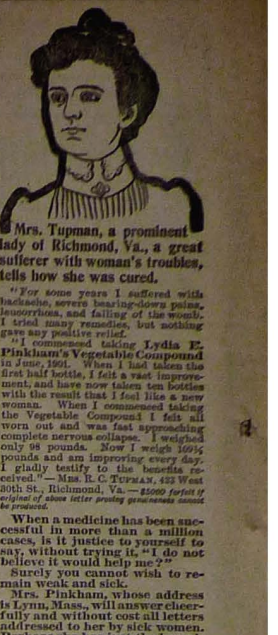 Mrs. Tupman, a prominent
lady of Richmond, Va., a great
sufferer with woman's troubles,
tells how she was cured.
"For some years I suffered with
backache, severe bearing-down pains,
leucorrhœa, and falling of the womb.
I tried many remedies, but nothing
gave any positive relief.
"I commenced taking Lydia E.
Pinkham's Vegetable Compound
in June, 1901. When I had taken the
first half bottle, I felt a vast improve-
ment, and have now taken ten bottles
with the result that I feel like a new
woman. When I commenced taking
the Vegetable Compound I felt all
worn out and was fast approaching
complete nervous collapse. I weighed
only 98 pounds. Now I weigh 109½
pounds and am improving every day.
I gladly testify to the benefits re-
ceived."—Mrs. R. C. TUPMAN, 423 West
30th St., Richmond, Va.—$5000 forfeit if
original of above letter proving genuineness cannot
be produced.
When a medicine has been suc-
cessful in more than a million
cases, is it justice to yourself to
say, without trying it, "I do not
believe it would help me?"
Surely you cannot wish to re-
main weak and sick.
Mrs. Pinkham, whose address
is Lynn, Mass., will answer cheer-
fully and without cost all letters
addressed to her by sick women.